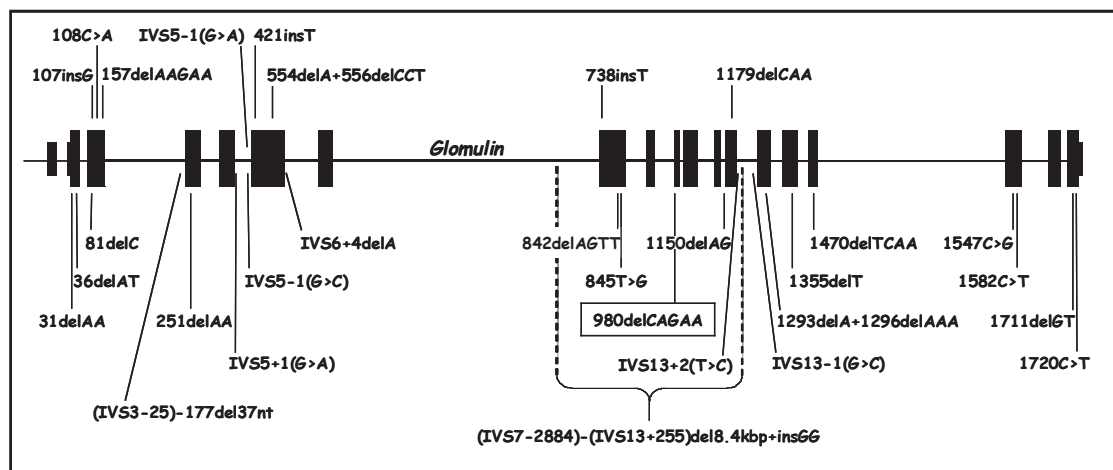 108C>A IVS5-1(G>A) 421insT
107insG 157delAAGAA 554delA+556delCCT 738insT 1179delCAA
Glomulin
81delC IVS6+4delA 842delAGTT 1150delAG 1470delTCAA 1547C>G
36delAT IVS5-1(G>C) 845T>G 1355delT 1582C>T
31delAA 251delAA 980delCAGAA 1293delA+1296delAAA 1711delGT
IVS5+1(G>A) IVS13+2(T>C) IVS13-1(G>C) 1720C>T
(IVS3-25)-177del37nt
(IVS7-2884)-(IVS13+255)del8.4kbp+insGG